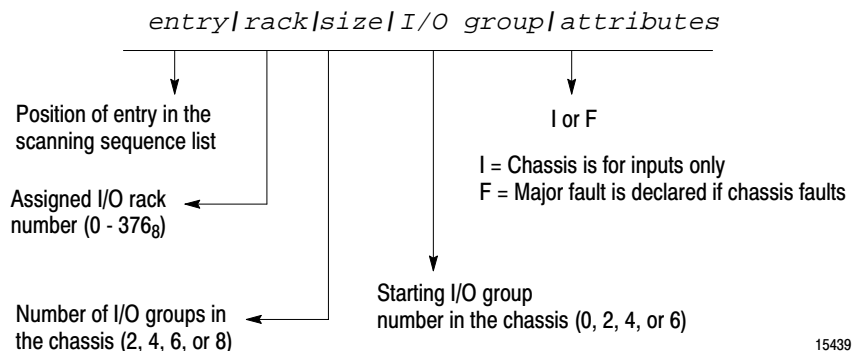 entry|rack|size|I/O group|attributes
Position of entry in the
scanning sequence list
I or F
I = Chassis is for inputs only
F = Major fault is declared if chassis faults
Assigned I/O rack
number (0 - 376₈)
Starting I/O group
number in the chassis (0, 2, 4, or 6)
Number of I/O groups in
the chassis (2, 4, 6, or 8)
15439